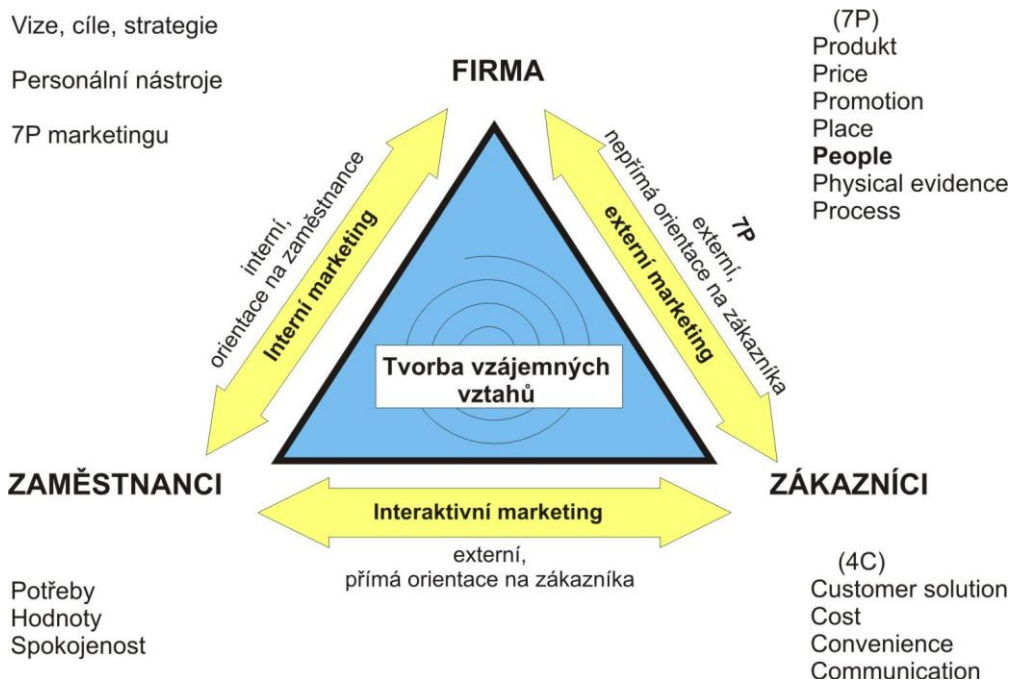 Vize, cíle, strategie
Personální nástroje
7P marketingu
FIRMA
(7P)
Produkt
Price
Promotion
Place
People
Physical evidence
Process
interní,
orientace na zaměstnance
Interní marketing
7P
externí,
nepřímá orientace na zákazníka
externí marketing
Tvorba vzájemných
vztahů
ZAMĚSTNANCI
ZÁKAZNÍCI
Interaktivní marketing
externí,
přímá orientace na zákazníka
Potřeby
Hodnoty
Spokojenost
(4C)
Customer solution
Cost
Convenience
Communication